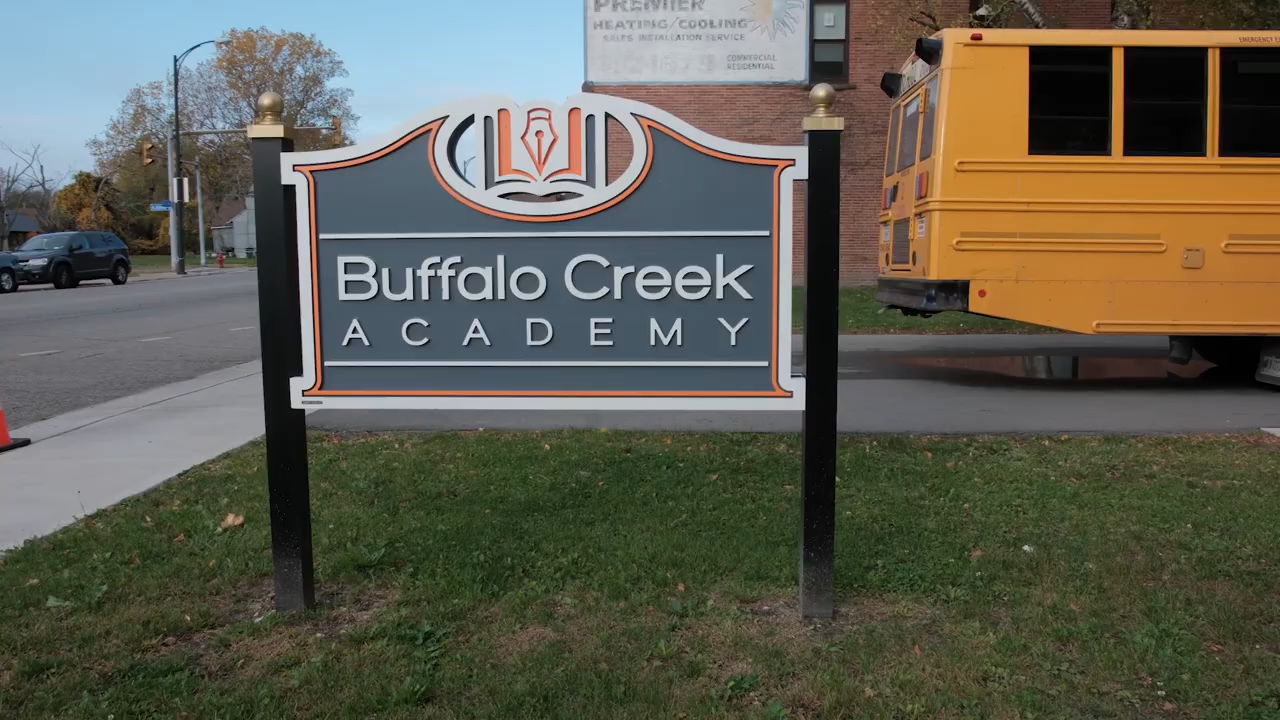 PREMIER
HEATING/COOLING
SALES INSTALLATION SERVICE
COMMERCIAL
RESIDENTIAL
Buffalo Creek
ACADEMY